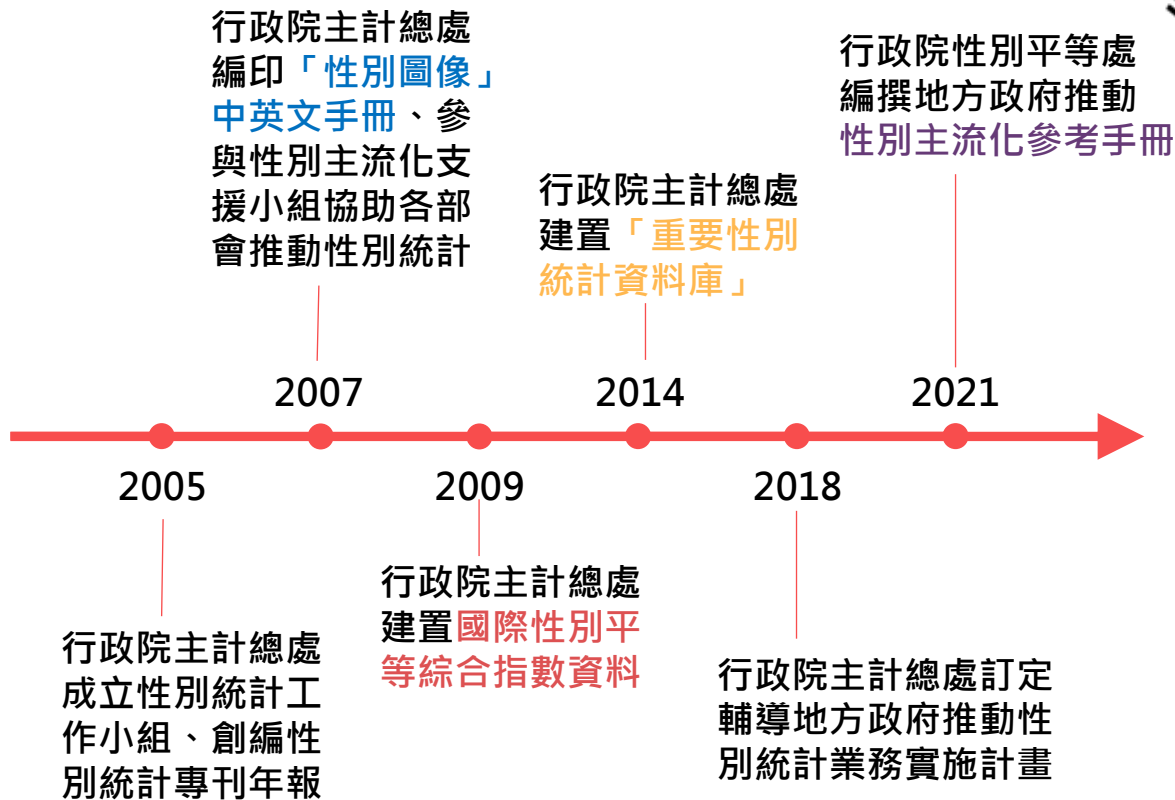 行政院主計總處
編印「性別圖像」
中英文手冊、參
與性別主流化支
援小組協助各部
會推動性別統計
行政院主計總處
建置「重要性別
統計資料庫」
行政院性別平等處
編撰地方政府推動
性別主流化參考手冊
2007
2014
2021
2005
2009
2018
行政院主計總處
成立性別統計工
作小組、創編性
別統計專刊年報
行政院主計總處
建置國際性別平
等綜合指數資料
行政院主計總處訂定
輔導地方政府推動性
別統計業務實施計畫